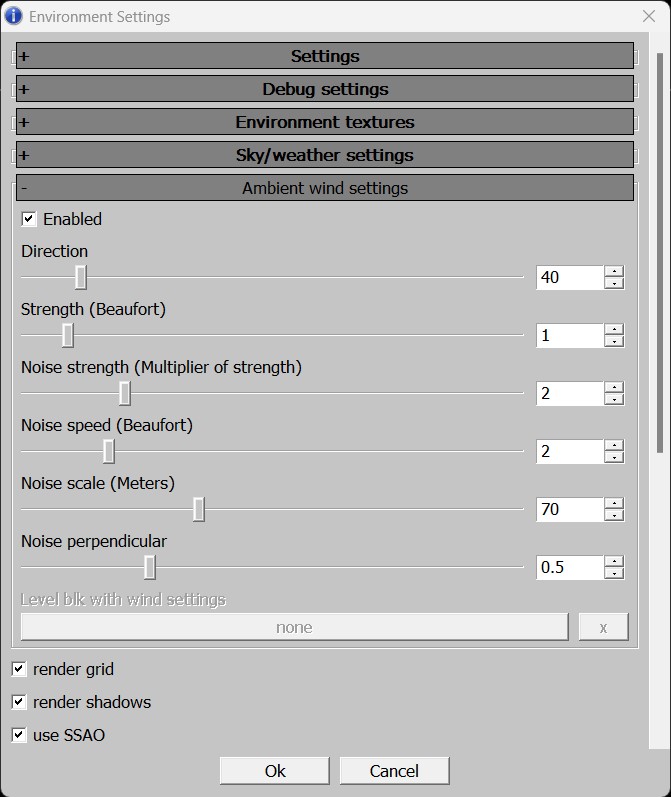 Environment Settings
+ Settings
+ Debug settings
+ Environment textures
+ Sky/weather settings
- Ambient wind settings
Enabled
Direction
40
Strength (Beaufort)
1
Noise strength (Multiplier of strength)
2
Noise speed (Beaufort)
2
Noise scale (Meters)
70
Noise perpendicular
0.5
Level blk with wind settings
none x
render grid
render shadows
use SSAO
Ok Cancel